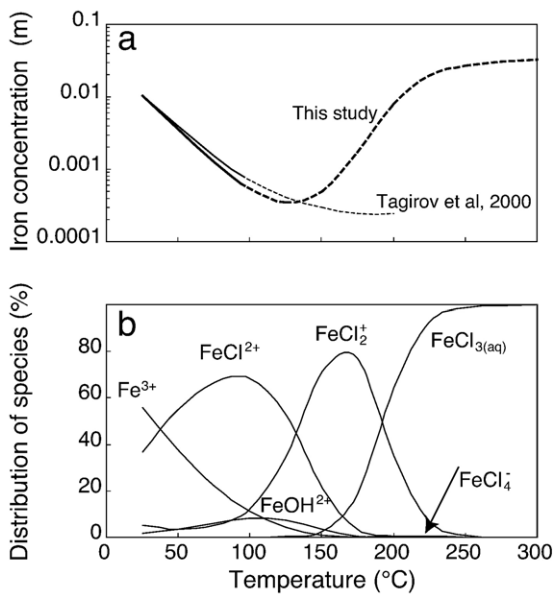 Iron concentration (m)
0.1
0.01
0.001
0.0001
a
This study
Tagirov et al, 2000
Distribution of species (%)
80
60
40
20
0
b
Fe³⁺
FeCl²⁺
FeCl₂⁺
FeCl₃₍ₐq₎
FeOH²⁺
FeCl₄⁻
0 50 100 150 200 250 300
Temperature (°C)